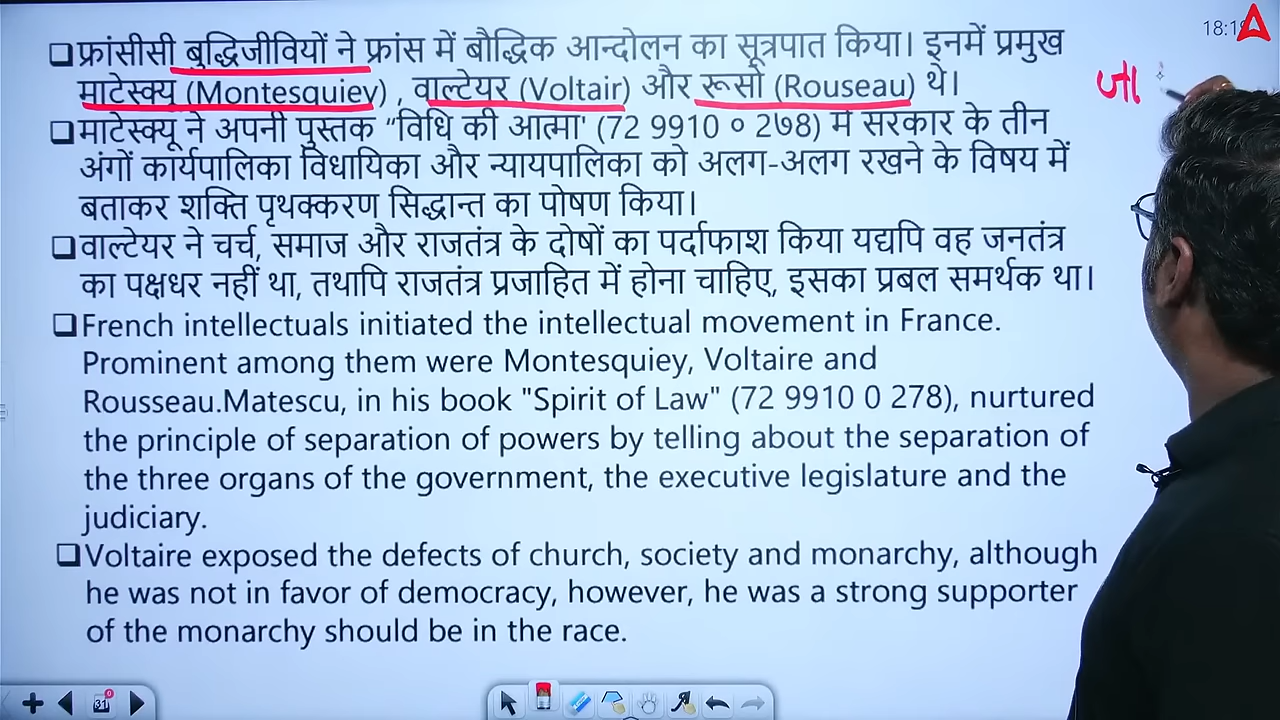 18:1
❑फ्रांसीसी बुद्धिजीवियों ने फ्रांस में बौद्धिक आन्दोलन का सूत्रपात किया। इनमें प्रमुख
माटेस्क्यू (Montesquiey) , वाल्टेयर (Voltair) और रूसो (Rouseau) थे।
जा
❑माटेस्क्यू ने अपनी पुस्तक “विधि की आत्मा' (72 9910 ० 2७8) में सरकार के तीन
अंगों कार्यपालिका विधायिका और न्यायपालिका को अलग-अलग रखने के विषय में
बताकर शक्ति पृथक्करण सिद्धान्त का पोषण किया।
❑वाल्टेयर ने चर्च, समाज और राजतंत्र के दोषों का पर्दाफाश किया यद्यपि वह जनतंत्र
का पक्षधर नहीं था, तथापि राजतंत्र प्रजाहित में होना चाहिए, इसका प्रबल समर्थक था।
❑French intellectuals initiated the intellectual movement in France.
Prominent among them were Montesquiey, Voltaire and
Rousseau.Matescu, in his book "Spirit of Law" (72 9910 0 278), nurtured
the principle of separation of powers by telling about the separation of
the three organs of the government, the executive legislature and the
judiciary.
❑Voltaire exposed the defects of church, society and monarchy, although
he was not in favor of democracy, however, he was a strong supporter
of the monarchy should be in the race.